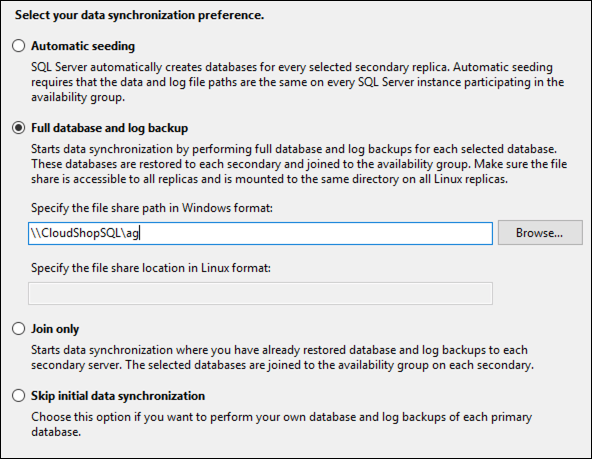 Select your data synchronization preference.
Automatic seeding
SQL Server automatically creates databases for every selected secondary replica. Automatic seeding
requires that the data and log file paths are the same on every SQL Server instance participating in the
availability group.
Full database and log backup
Starts data synchronization by performing full database and log backups for each selected database.
These databases are restored to each secondary and joined to the availability group. Make sure the file
share is accessible to all replicas and is mounted to the same directory on all Linux replicas.
Specify the file share path in Windows format:
\\CloudShopSQL\ag
Browse...
Specify the file share location in Linux format:
Join only
Starts data synchronization where you have already restored database and log backups to each
secondary server. The selected databases are joined to the availability group on each secondary.
Skip initial data synchronization
Choose this option if you want to perform your own database and log backups of each primary
database.